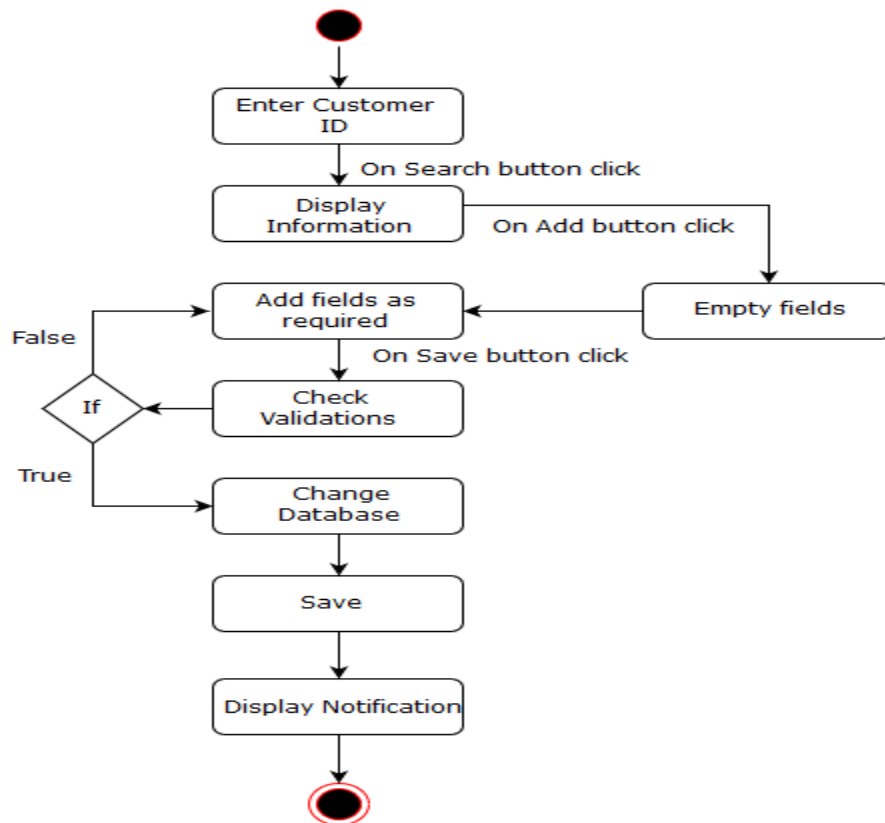 Enter Customer
ID
On Search button click
Display
Information
On Add button click
Empty fields
Add fields as
required
False
On Save button click
Check
Validations
If
True
Change
Database
Save
Display Notification